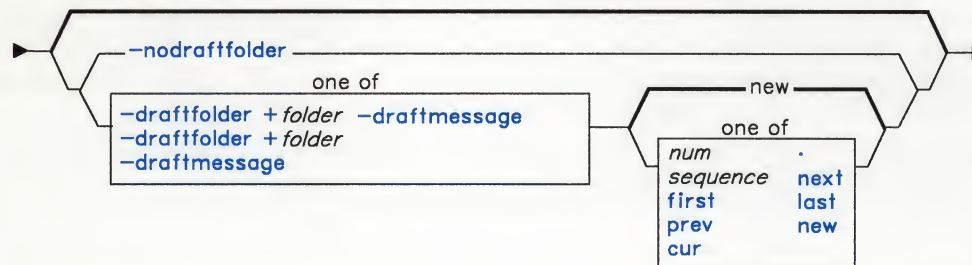 —nodraftfolder
one of
—draftfolder +folder —draftmessage
—draftfolder +folder
—draftmessage
new
one of
num .
sequence next
first last
prev new
cur